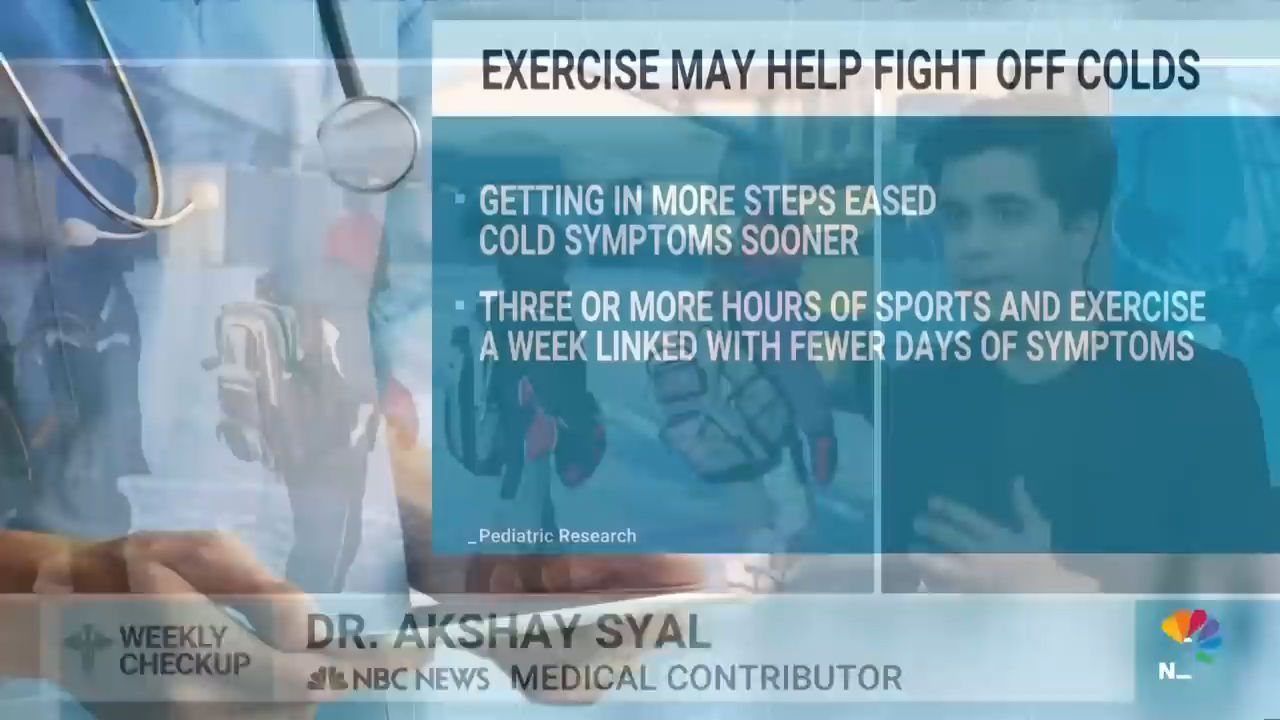 EXERCISE MAY HELP FIGHT OFF COLDS
▪ GETTING IN MORE STEPS EASED
COLD SYMPTOMS SOONER
▪ THREE OR MORE HOURS OF SPORTS AND EXERCISE
A WEEK LINKED WITH FEWER DAYS OF SYMPTOMS
_Pediatric Research
WEEKLY
CHECKUP
DR. AKSHAY SYAL
NBC NEWS MEDICAL CONTRIBUTOR
N_